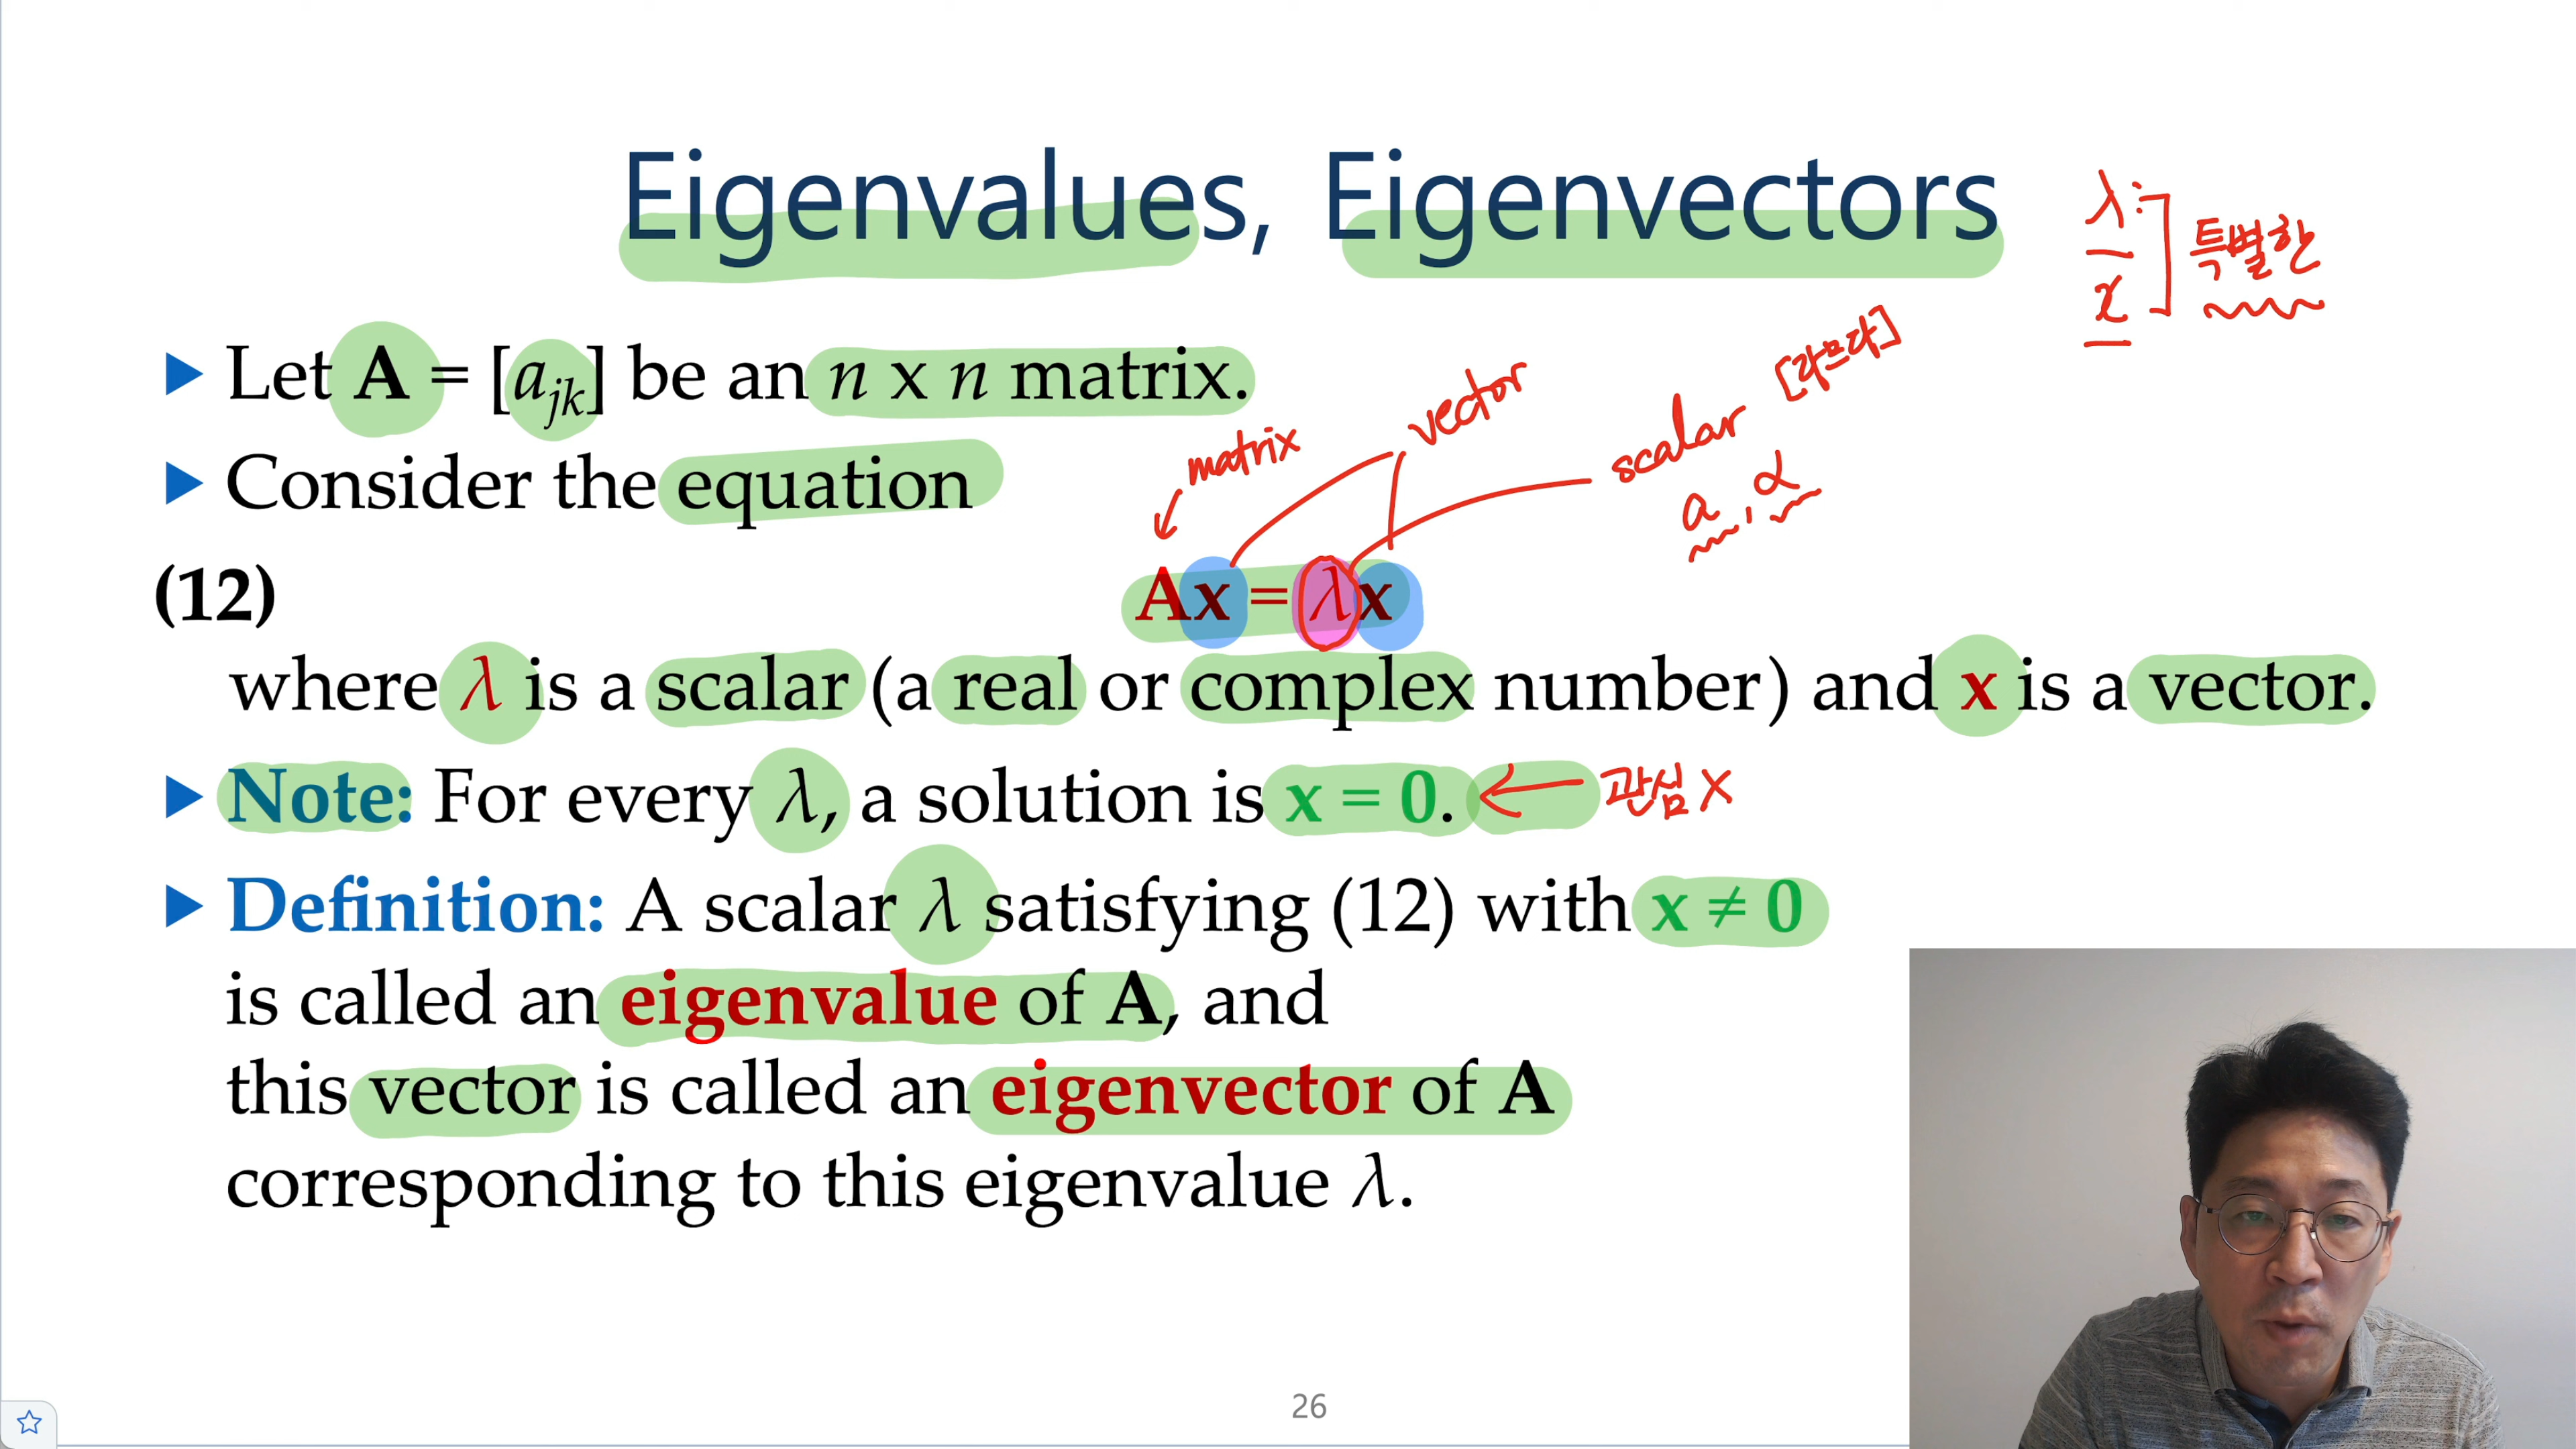 Eigenvalues, Eigenvectors
λ:
x
특별한
Let A = [aⱼₖ] be an n x n matrix.
[람다]
vector
scalar
matrix
a, α
Consider the equation
(12) Ax = λx
where λ is a scalar (a real or complex number) and x is a vector.
Note: For every λ, a solution is x = 0. ← 관심 X
Definition: A scalar λ satisfying (12) with x ≠ 0
is called an eigenvalue of A, and
this vector is called an eigenvector of A
corresponding to this eigenvalue λ.
26